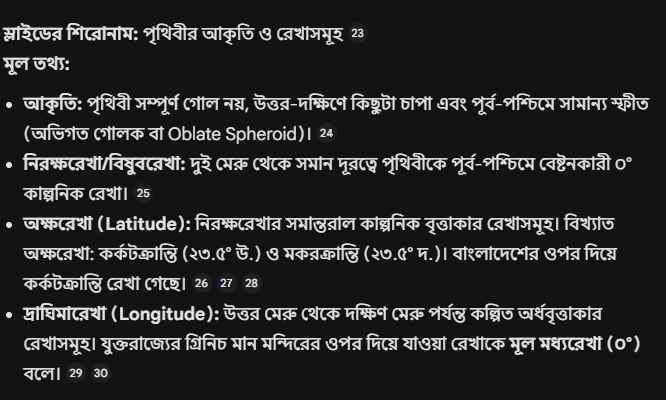 স্লাইডের শিরোনাম: পৃথিবীর আকৃতি ও রেখাসমূহ 23
মূল তথ্য:
• আকৃতি: পৃথিবী সম্পূর্ণ গোল নয়, উত্তর-দক্ষিণে কিছুটা চাপা এবং পূর্ব-পশ্চিমে সামান্য স্ফীত
(অভিগত গোলক বা Oblate Spheroid)। 24
• নিরক্ষরেখা/বিষুবরেখা: দুই মেরু থেকে সমান দূরত্বে পৃথিবীকে পূর্ব-পশ্চিমে বেষ্টনকারী ০°
কাল্পনিক রেখা। 25
• অক্ষরেখা (Latitude): নিরক্ষরেখার সমান্তরাল কাল্পনিক বৃত্তাকার রেখাসমূহ। বিখ্যাত
অক্ষরেখা: কর্কটক্রান্তি (২৩.৫° উ.) ও মকরক্রান্তি (২৩.৫° দ.)। বাংলাদেশের ওপর দিয়ে
কর্কটক্রান্তি রেখা গেছে। 26 27 28
• দ্রাঘিমারেখা (Longitude): উত্তর মেরু থেকে দক্ষিণ মেরু পর্যন্ত কল্পিত অর্ধবৃত্তাকার
রেখাসমূহ। যুক্তরাজ্যের গ্রিনিচ মান মন্দিরের ওপর দিয়ে যাওয়া রেখাকে মূল মধ্যরেখা (০°)
বলে। 29 30